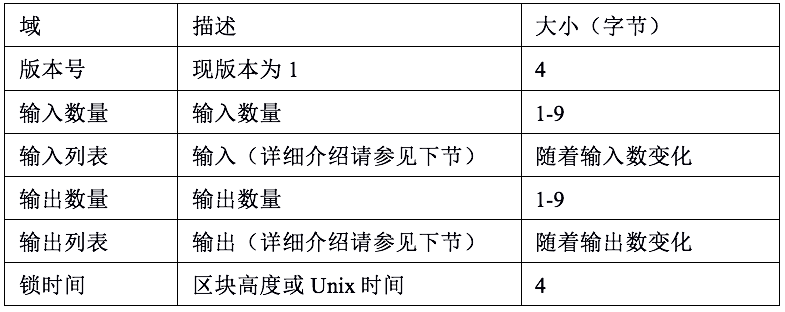 域 描述 大小（字节）
版本号 现版本为 1 4
输入数量 输入数量 1-9
输入列表 输入（详细介绍请参见下节） 随着输入数变化
输出数量 输出数量 1-9
输出列表 输出（详细介绍请参见下节） 随着输出数变化
锁时间 区块高度或 Unix 时间 4